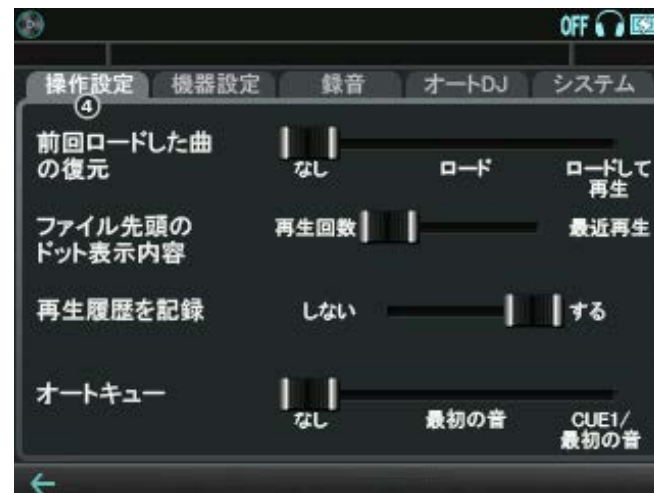 OFF
操作設定 機器設定 録音 オートDJ システム
④
前回ロードした曲
の復元
なし ロード ロードして
再生
ファイル先頭の
ドット表示内容
再生回数 最近再生
再生履歴を記録 しない する
オートキュー
なし 最初の音 CUE1/
最初の音